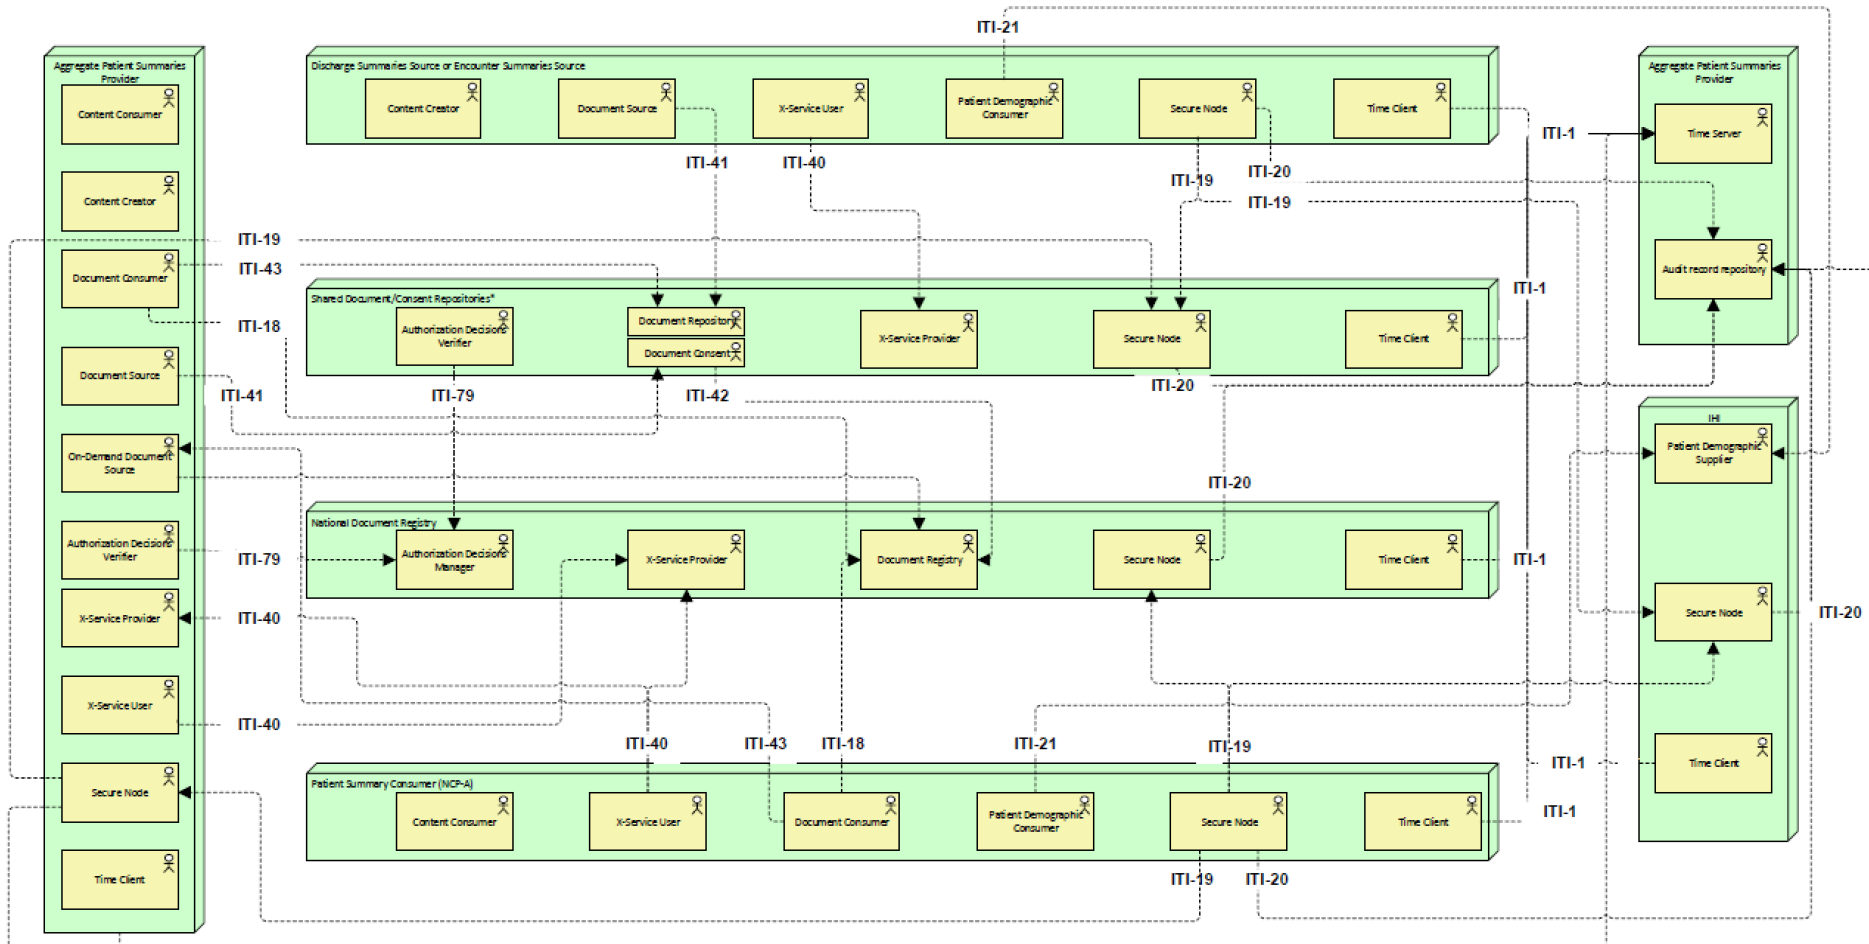 ITI-21
Aggregate Patient Summaries
Provider
Content Consumer
Content Creator
Document Consumer
Document Source
On-Demand Document
Source
Authorization Decisions
Verifier
X-Service Provider
X-Service User
Secure Node
Time Client
Discharge Summaries Source or Encounter Summaries Source
Content Creator
Document Source
X-Service User
Patient Demographic
Consumer
Secure Node
Time Client
Aggregate Patient Summaries
Provider
Time Server
Audit record repository
ITI-1
ITI-41
ITI-40
ITI-19
ITI-20
ITI-19
ITI-19
ITI-43
ITI-18
ITI-41
Shared Document/Consent Repositories*
Authorization Decisions
Verifier
Document Repository
Document Consent
X-Service Provider
Secure Node
Time Client
ITI-1
ITI-79
ITI-42
ITI-20
ITI-20
IHI
Patient Demographic
Supplier
Secure Node
Time Client
ITI-20
National Document Registry
Authorization Decisions
Manager
X-Service Provider
Document Registry
Secure Node
Time Client
ITI-1
ITI-79
ITI-40
ITI-40
ITI-40
ITI-43
ITI-18
ITI-21
ITI-19
ITI-1
Patient Summary Consumer (NCP-A)
Content Consumer
X-Service User
Document Consumer
Patient Demographic
Consumer
Secure Node
Time Client
ITI-1
ITI-19
ITI-20